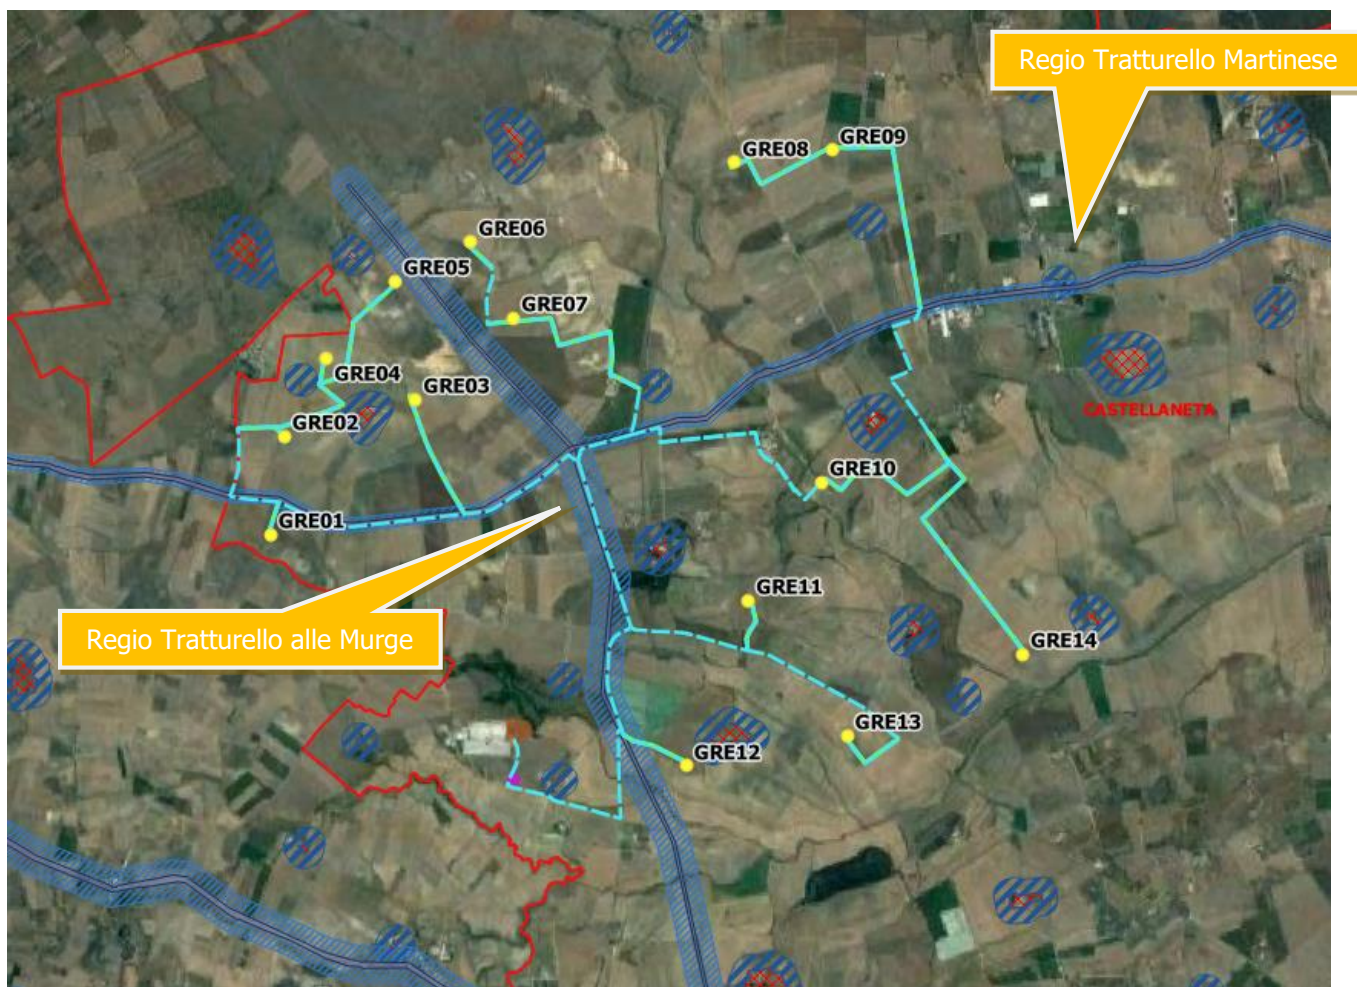 Regio Tratturello Martinese
GRE09
GRE08
GRE06
GRE05
GRE07
GRE04
GRE03
CASTELLANETA
GRE02
GRE10
GRE01
GRE11
Regio Tratturello alle Murge
GRE14
GRE13
GRE12